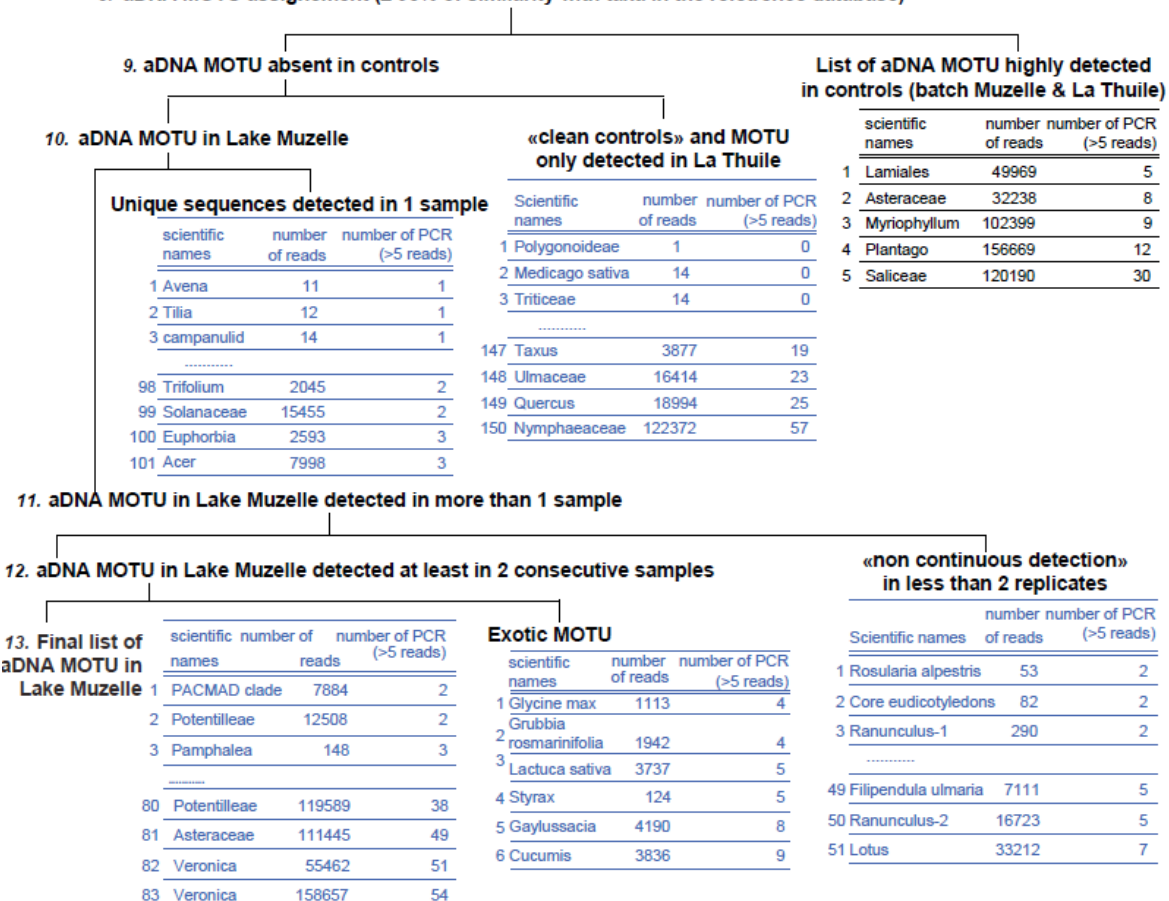 9. aDNA MOTU absent in controls
List of aDNA MOTU highly detected
in controls (batch Muzelle & La Thuile)
scientific number number of PCR
names of reads (>5 reads)
1 Lamiales 49969 5
2 Asteraceae 32238 8
3 Myriophyllum 102399 9
4 Plantago 156669 12
5 Saliceae 120190 30
10. aDNA MOTU in Lake Muzelle
«clean controls» and MOTU
only detected in La Thuile
Scientific number number of PCR
names of reads (>5 reads)
1 Polygonoideae 1 0
2 Medicago sativa 14 0
3 Triticeae 14 0
...........
147 Taxus 3877 19
148 Ulmaceae 16414 23
149 Quercus 18994 25
150 Nymphaeaceae 122372 57
Unique sequences detected in 1 sample
scientific number number of PCR
names of reads (>5 reads)
1 Avena 11 1
2 Tilia 12 1
3 campanulid 14 1
...........
98 Trifolium 2045 2
99 Solanaceae 15455 2
100 Euphorbia 2593 3
101 Acer 7998 3
11. aDNA MOTU in Lake Muzelle detected in more than 1 sample
12. aDNA MOTU in Lake Muzelle detected at least in 2 consecutive samples
13. Final list of
aDNA MOTU in
Lake Muzelle
scientific number of number of PCR
names reads (>5 reads)
1 PACMAD clade 7884 2
2 Potentilleae 12508 2
3 Pamphalea 148 3
...........
80 Potentilleae 119589 38
81 Asteraceae 111445 49
82 Veronica 55462 51
83 Veronica 158657 54
Exotic MOTU
scientific number number of PCR
names of reads (>5 reads)
1 Glycine max 1113 4
2 Grubbia
rosmarinifolia 1942 4
3 Lactuca sativa 3737 5
4 Styrax 124 5
5 Gaylussacia 4190 8
6 Cucumis 3836 9
«non continuous detection»
in less than 2 replicates
number number of PCR
Scientific names of reads (>5 reads)
1 Rosularia alpestris 53 2
2 Core eudicotyledons 82 2
3 Ranunculus-1 290 2
...........
49 Filipendula ulmaria 7111 5
50 Ranunculus-2 16723 5
51 Lotus 33212 7